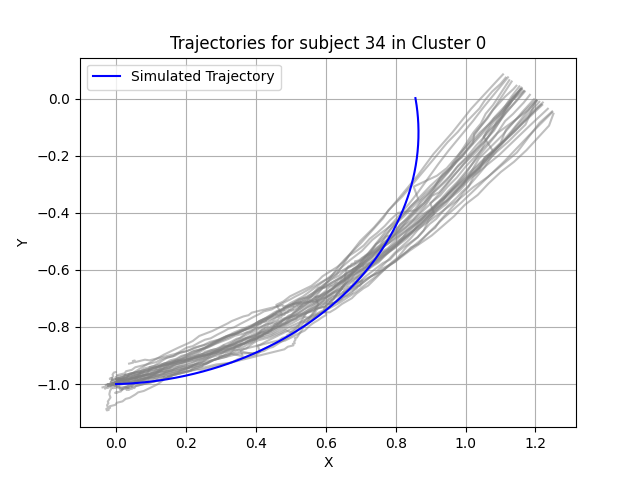 Trajectories for subject 34 in Cluster 0
Simulated Trajectory
0.0
−0.2
−0.4
−0.6
−0.8
−1.0
Y
0.0 0.2 0.4 0.6 0.8 1.0 1.2
X